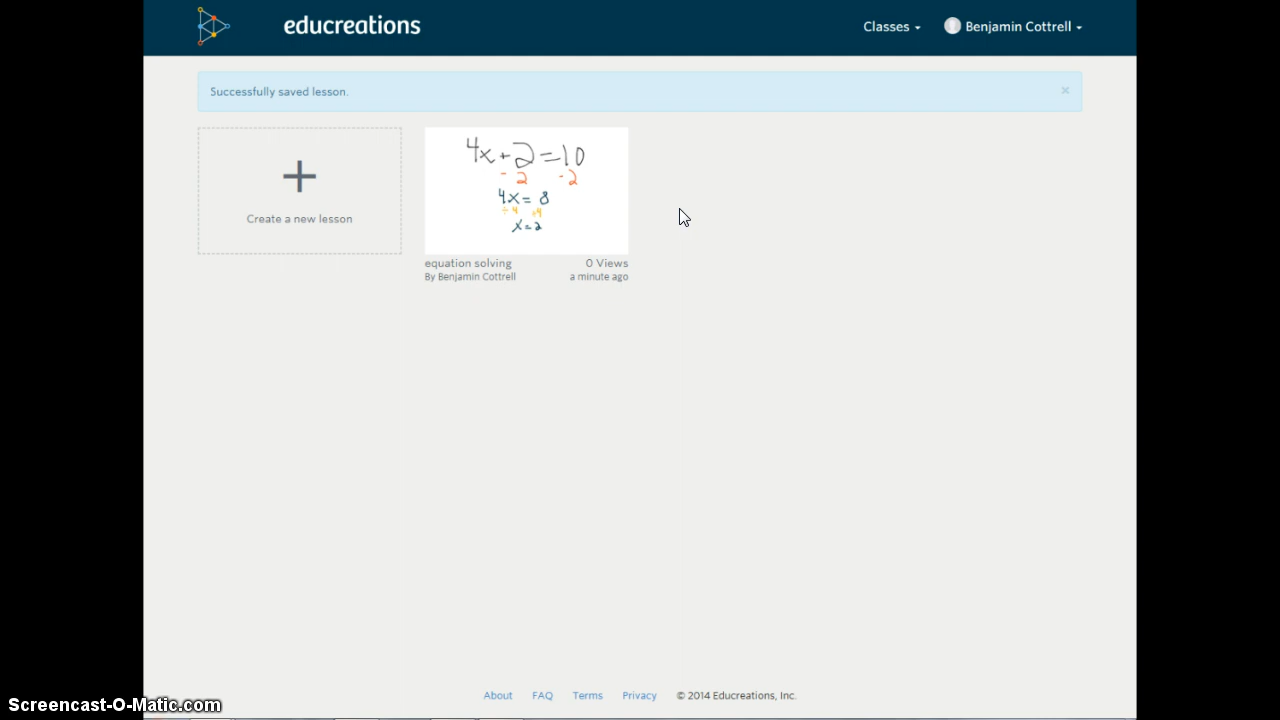 educreations
Classes
Benjamin Cottrell
Successfully saved lesson.
×
Create a new lesson
4x+2=10
- 2 -2
4x= 8
÷4 ÷4
x=2
equation solving 0 Views
By Benjamin Cottrell a minute ago
About FAQ Terms Privacy © 2014 Educreations, Inc.
Screencast-O-Matic.com